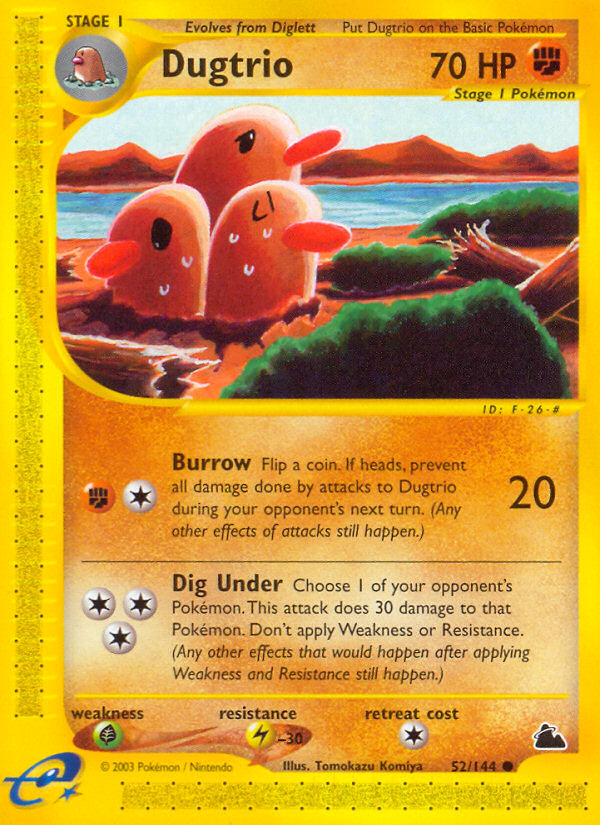 STAGE 1
Evolves from Diglett
Put Dugtrio on the Basic Pokémon
Dugtrio
70 HP
Stage 1 Pokémon
ID: F-26-#
Burrow Flip a coin. If heads, prevent
all damage done by attacks to Dugtrio
during your opponent's next turn. (Any
other effects of attacks still happen.)
20
Dig Under Choose 1 of your opponent's
Pokémon. This attack does 30 damage to that
Pokémon. Don't apply Weakness or Resistance.
(Any other effects that would happen after applying
Weakness and Resistance still happen.)
weakness
resistance
retreat cost
-30
© 2003 Pokémon / Nintendo
Illus. Tomokazu Komiya
52/144
e